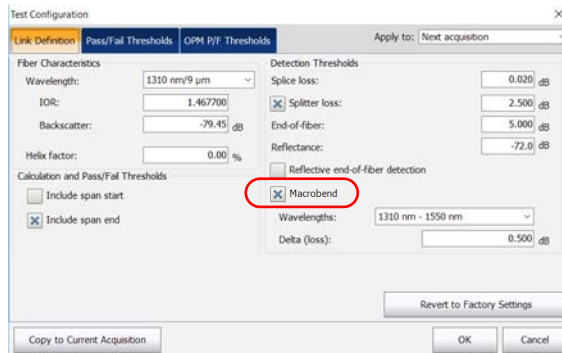 Test Configuration
Link Definition Pass/Fail Thresholds OPM P/F Thresholds Apply to: Next acquisition
Fiber Characteristics
Wavelength: 1310 nm/9 µm
IOR: 1.467700
Backscatter: -79.45 dB
Helix factor: 0.00 %
Calculation and Pass/Fail Thresholds
Include span start
Include span end
Detection Thresholds
Splice loss: 0.020 dB
Splitter loss: 2.500 dB
End-of-fiber: 5.000 dB
Reflectance: -72.0 dB
Reflective end-of-fiber detection
Macrobend
Wavelengths: 1310 nm - 1550 nm
Delta (loss): 0.500 dB
Revert to Factory Settings
Copy to Current Acquisition OK Cancel